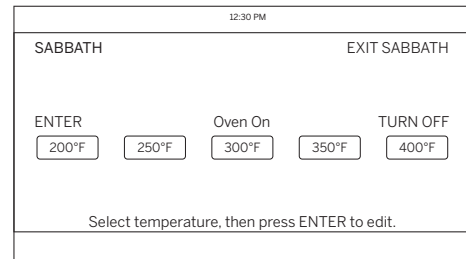 12:30 PM
SABBATH EXIT SABBATH
ENTER Oven On TURN OFF
200°F 250°F 300°F 350°F 400°F
Select temperature, then press ENTER to edit.